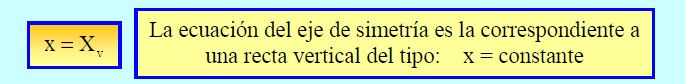 x = Xᵥ
La ecuación del eje de simetría es la correspondiente a
una recta vertical del tipo: x = constante